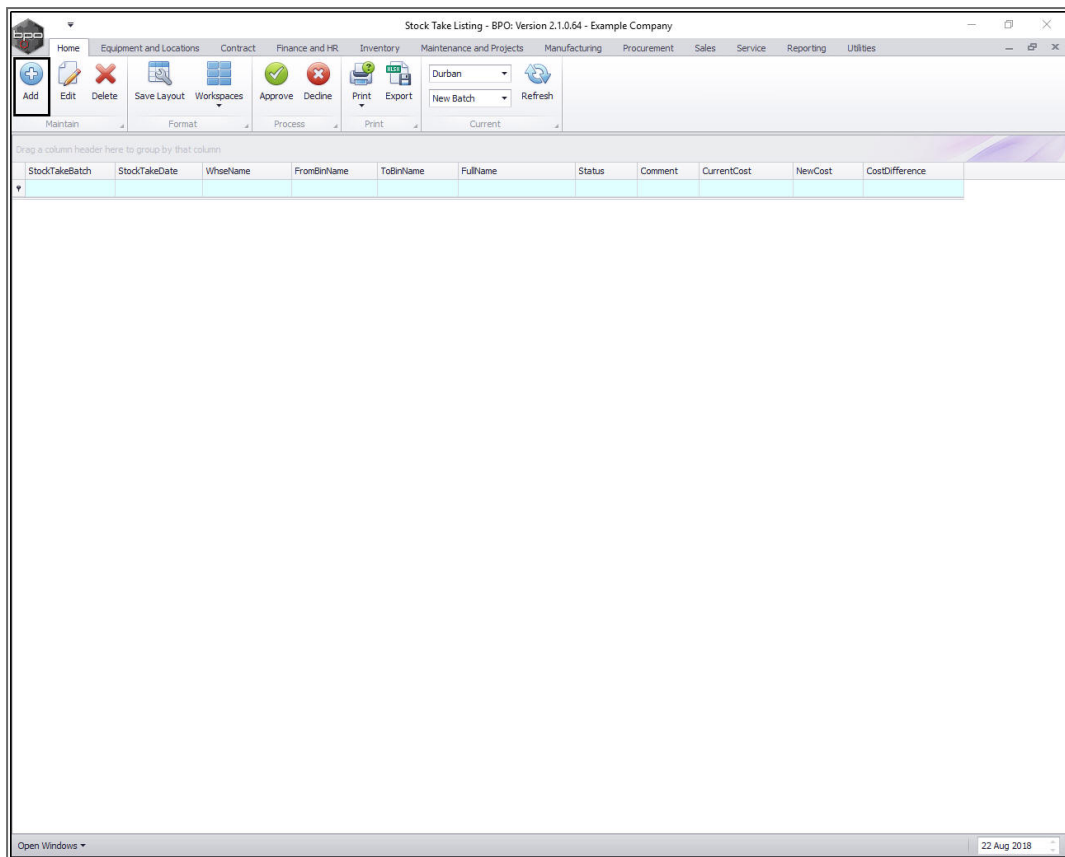 Stock Take Listing - BPO: Version 2.1.0.64 - Example Company
bpo
Home Equipment and Locations Contract Finance and HR Inventory Maintenance and Projects Manufacturing Procurement Sales Service Reporting Utilities
Add Edit Delete Save Layout Workspaces Approve Decline Print Export Durban New Batch Refresh
Maintain Format Process Print Current
Drag a column header here to group by that column
StockTakeBatch StockTakeDate WhseName FromBinName ToBinName FullName Status Comment CurrentCost NewCost CostDifference
Open Windows 22 Aug 2018